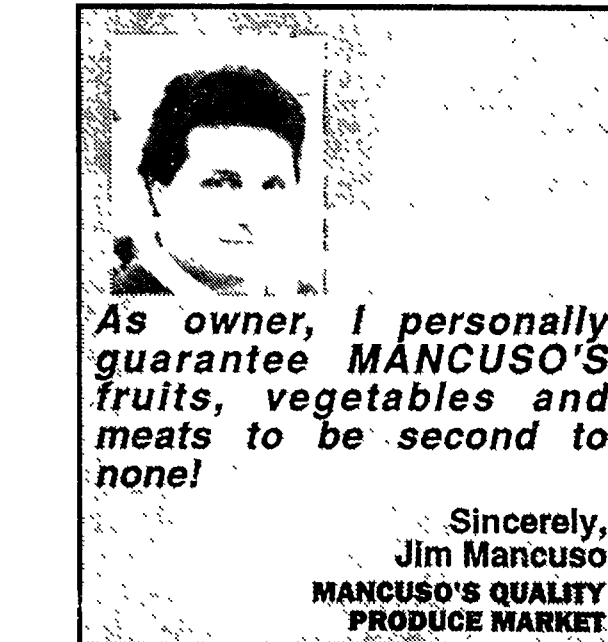 As owner, I personally
guarantee MANCUSO'S
fruits, vegetables and
meats to be second to
none!
Sincerely,
Jim Mancuso
MANCUSO'S QUALITY
PRODUCE MARKET